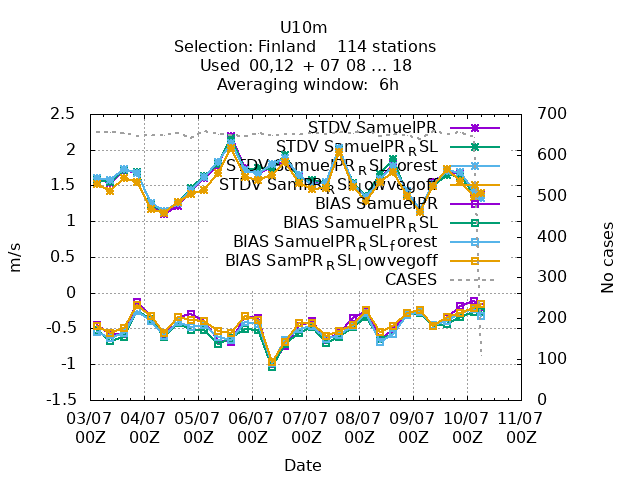 U10m
Selection: Finland 114 stations
Used 00,12 + 07 08 ... 18
Averaging window: 6h
STDV SamuelPR
STDV SamuelPR_RSL
STDV SamuelPR_RSL_forest
STDV SamPR_RSL_lowvegoff
BIAS SamuelPR
BIAS SamuelPR_RSL
BIAS SamuelPR_RSL_forest
BIAS SamPR_RSL_lowvegoff
CASES
2.5
2
1.5
1
0.5
0
-0.5
-1
-1.5
m/s
700
600
500
400
300
200
100
0
No cases
03/07 04/07 05/07 06/07 07/07 08/07 09/07 10/07 11/07
00Z 00Z 00Z 00Z 00Z 00Z 00Z 00Z 00Z
Date